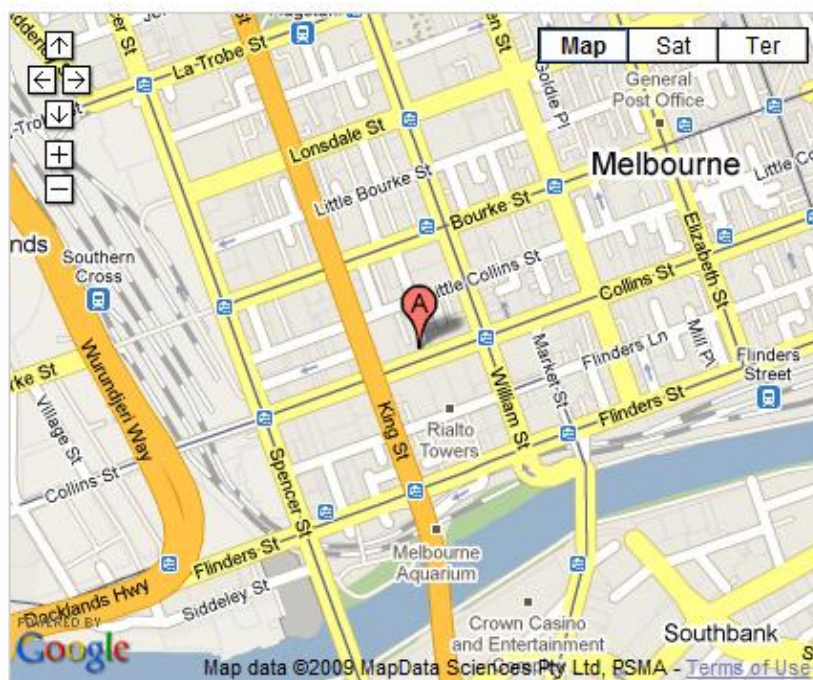 Flagstaff
La-Trobe St
Map
Sat
Ter
General
Post Office
Goldie Pl
Lonsdale St
Melbourne
Little Bourke St
Bourke St
Elizabeth St
Southern
Cross
Little Collins St
Collins St
A
Wurundjeri Way
Village St
Collins St
Spencer St
King St
William St
Market St
Flinders Ln
Mill Pl
Flinders
Street
Rialto
Towers
Flinders St
Flinders St
Melbourne
Aquarium
Docklands Hwy
Siddeley St
Crown Casino
and Entertainment
Southbank
POWERED BY
Google
Map data ©2009 MapData Sciences Pty Ltd, PSMA - Terms of Use